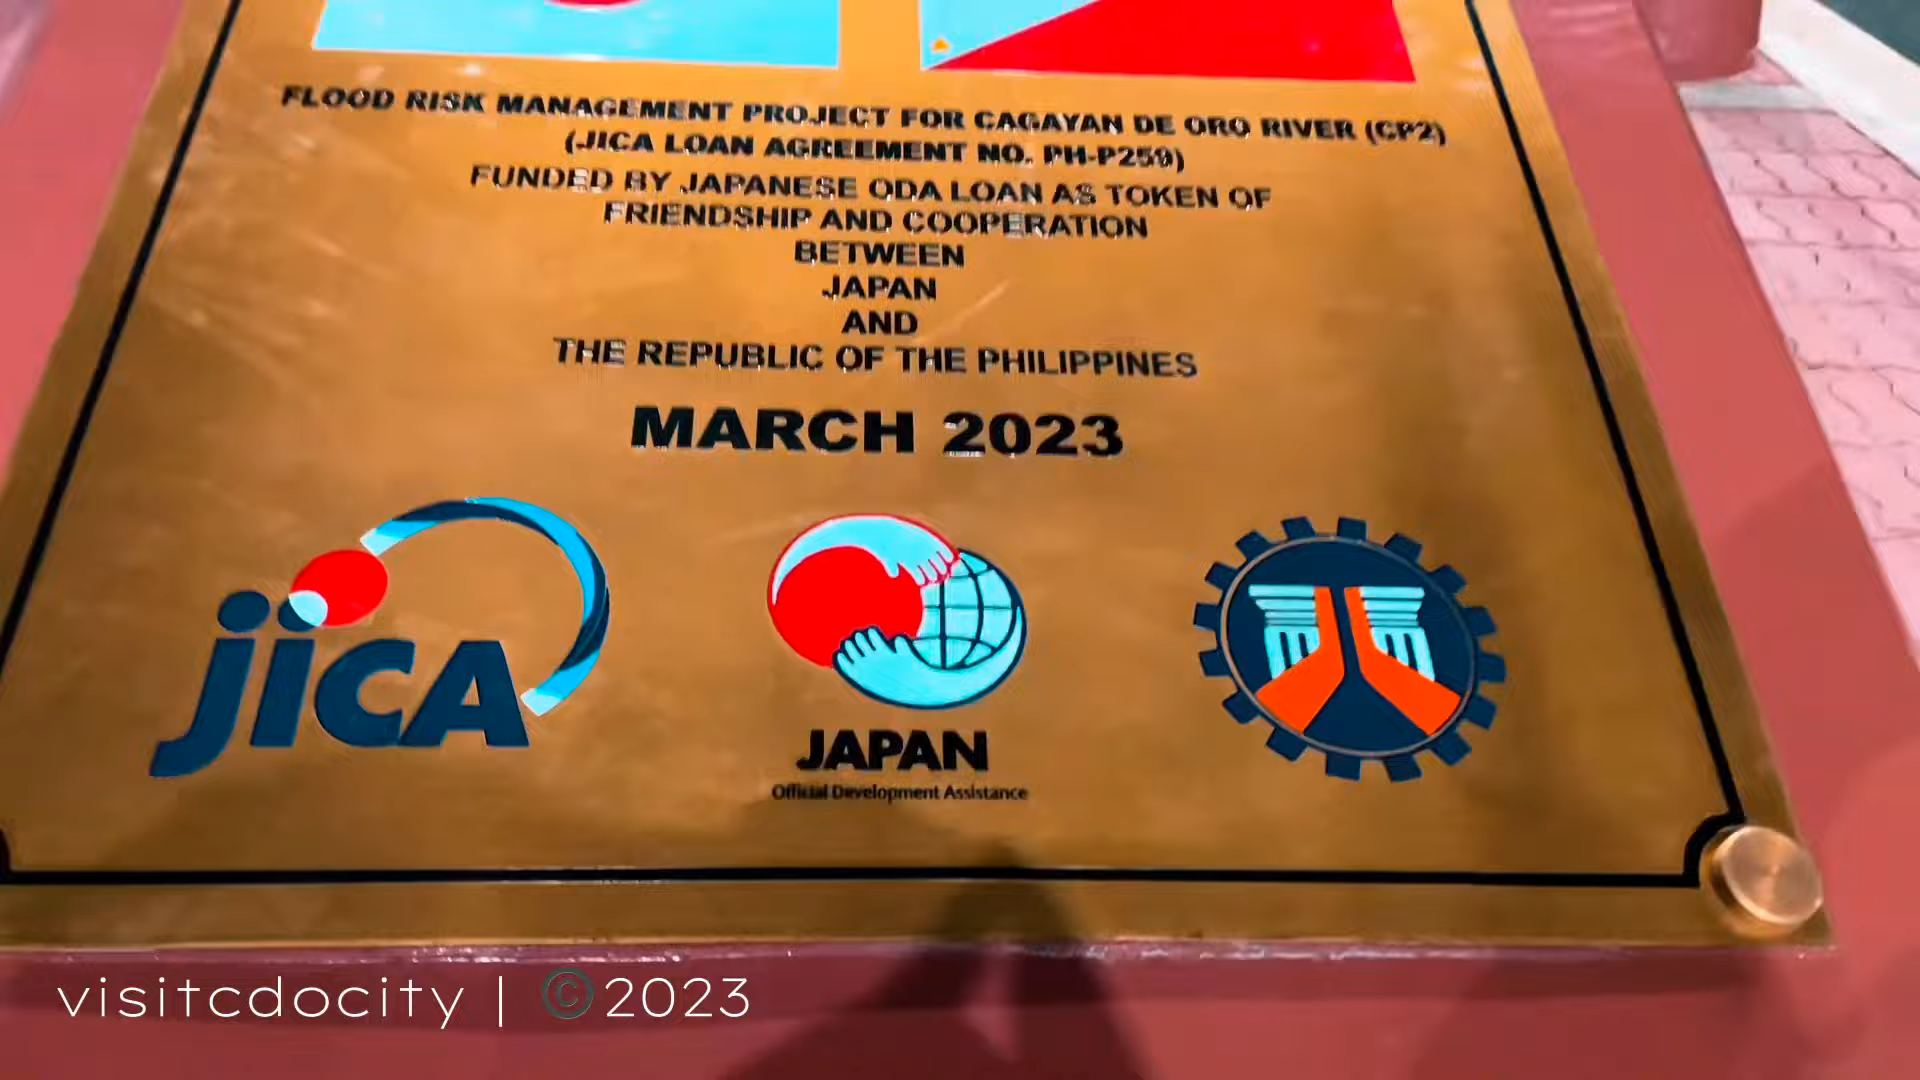 FLOOD RISK MANAGEMENT PROJECT FOR CAGAYAN DE ORO RIVER (CP2)
(JICA LOAN AGREEMENT NO. PH-P259)
FUNDED BY JAPANESE ODA LOAN AS TOKEN OF
FRIENDSHIP AND COOPERATION
BETWEEN
JAPAN
AND
THE REPUBLIC OF THE PHILIPPINES
MARCH 2023
jicA
JAPAN
Official Development Assistance
visitcdocity | ©2023